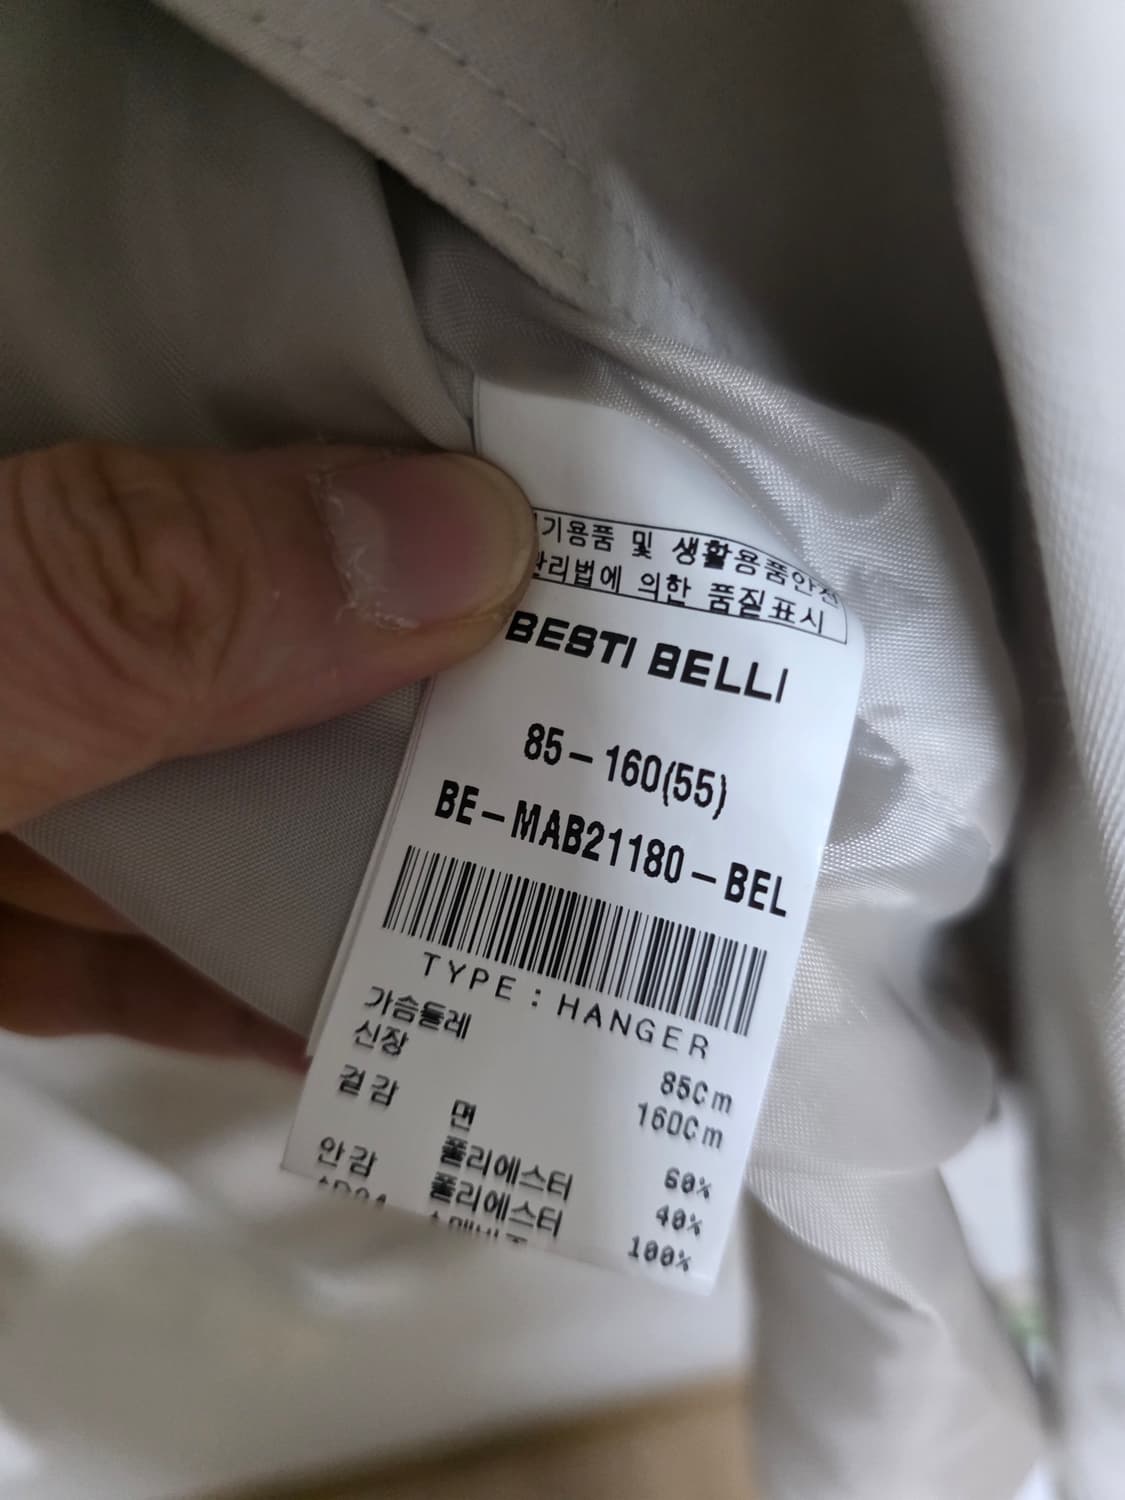 기용품 및 생활용품안전
관리법에 의한 품질표시
BESTI BELLI
85-160(55)
BE-MAB21180-BEL
TYPE : HANGER
가슴둘레 85Cm
신장 160Cm
겉감 면 60%
폴리에스터 40%
안감 폴리에스터 100%